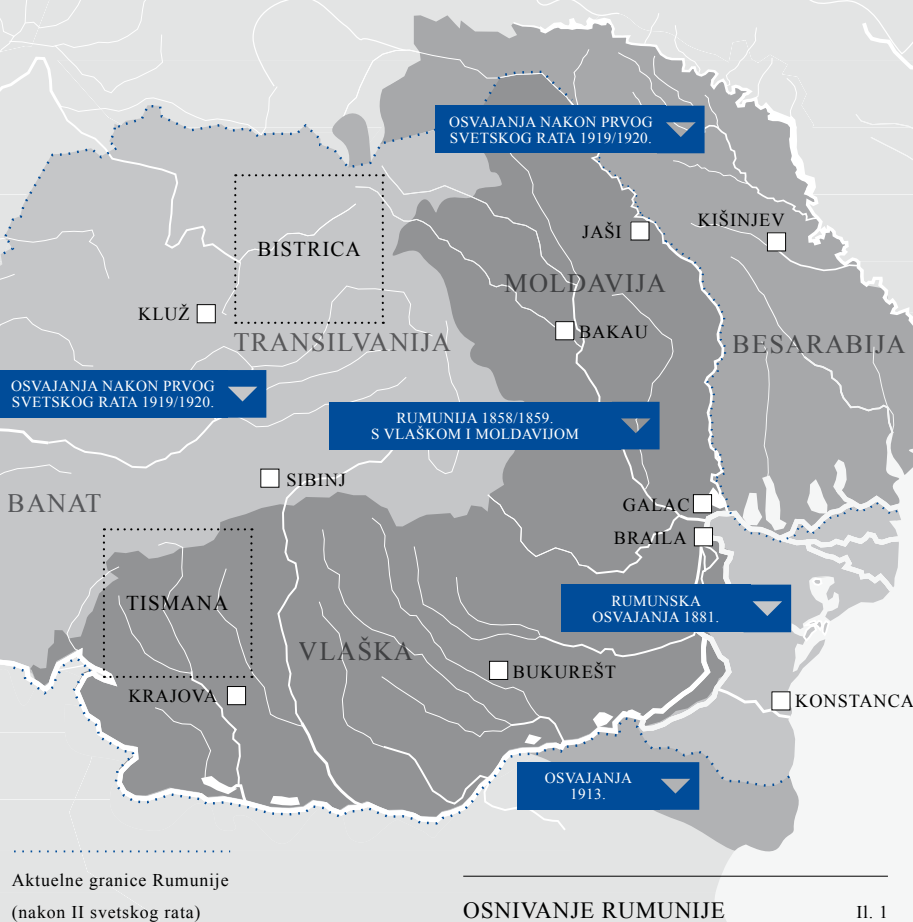 OSVAJANJA NAKON PRVOG
SVETSKOG RATA 1919/1920.
JAŠI
KIŠINJEV
BISTRICA
MOLDAVIJA
KLUŽ
BAKAU
TRANSILVANIJA
BESARABIJA
OSVAJANJA NAKON PRVOG
SVETSKOG RATA 1919/1920.
RUMUNIJA 1858/1859.
S VLAŠKOM I MOLDAVIJOM
SIBINJ
BANAT
GALAC
BRAILA
TISMANA
RUMUNSKA
OSVAJANJA 1881.
VLAŠKA
BUKUREŠT
KRAJOVA
KONSTANCA
OSVAJANJA
1913.
Aktuelne granice Rumunije
(nakon II svetskog rata)
OSNIVANJE RUMUNIJE
Il. 1